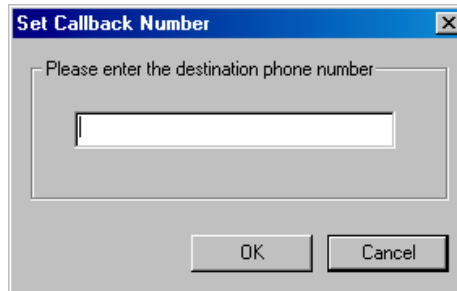 Set Callback Number
Please enter the destination phone number
OK
Cancel